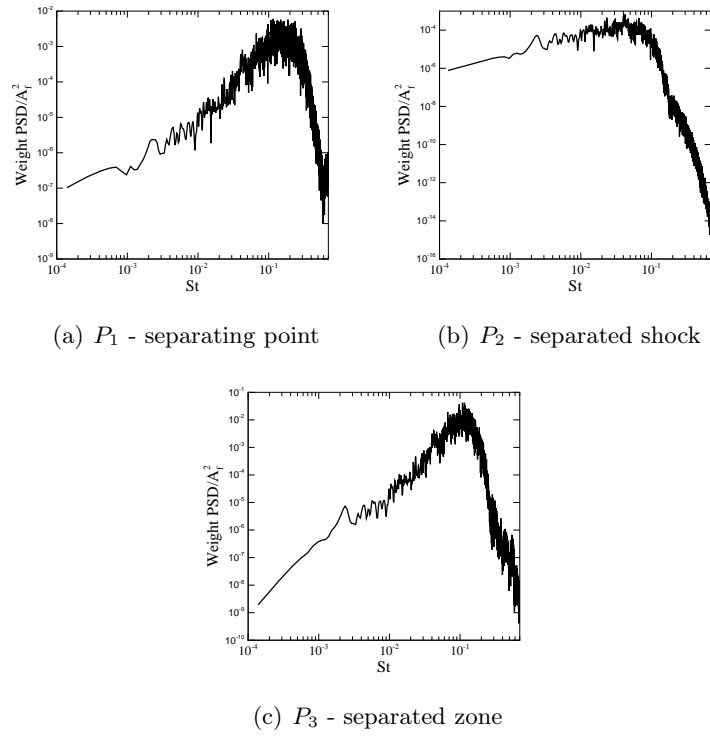 10⁻²
10⁻³
10⁻⁴
10⁻⁵
10⁻⁶
10⁻⁷
10⁻⁸
10⁻⁹
Weight PSD/A_f²
10⁻⁴ 10⁻³ 10⁻² 10⁻¹
St
(a) P₁ - separating point
10⁻⁴
10⁻⁶
10⁻⁸
10⁻¹⁰
10⁻¹²
10⁻¹⁴
10⁻¹⁶
Weight PSD/A_f²
10⁻⁴ 10⁻³ 10⁻² 10⁻¹
St
(b) P₂ - separated shock
10⁻¹
10⁻²
10⁻³
10⁻⁴
10⁻⁵
10⁻⁶
10⁻⁷
10⁻⁸
10⁻⁹
10⁻¹⁰
Weight PSD/A_f²
10⁻⁴ 10⁻³ 10⁻² 10⁻¹
St
(c) P₃ - separated zone